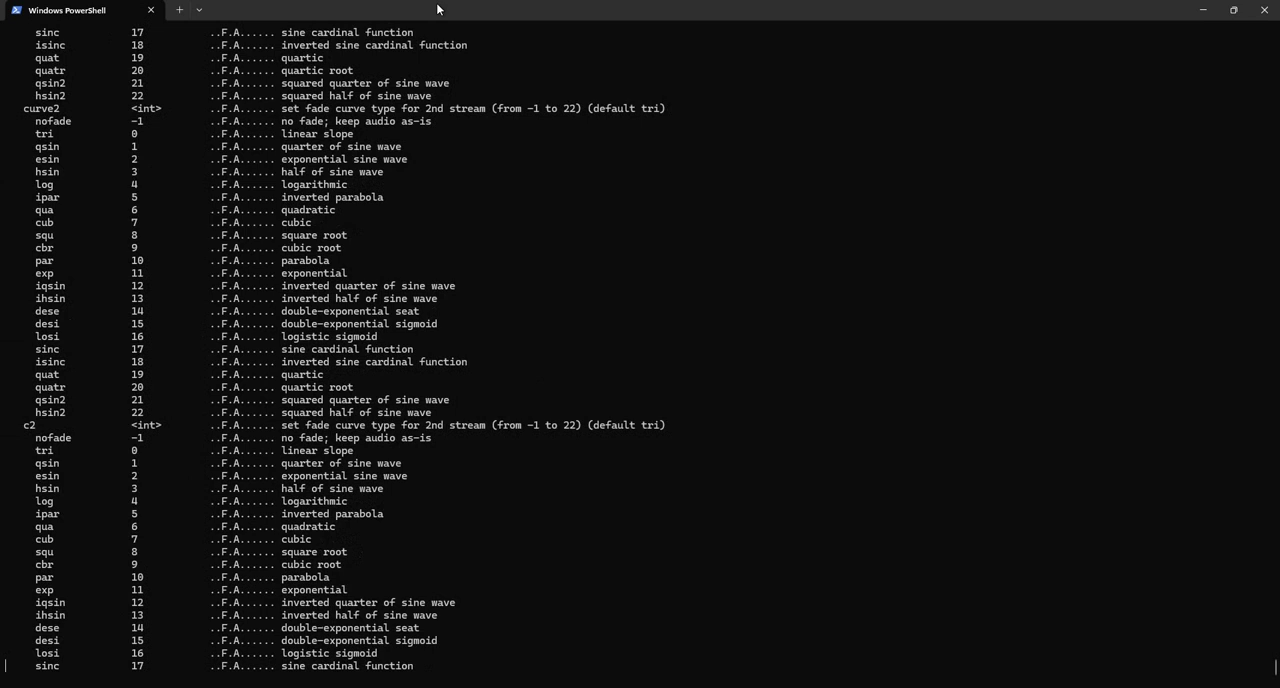 Windows PowerShell
sinc 17 ..F.A...... sine cardinal function
isinc 18 ..F.A...... inverted sine cardinal function
quat 19 ..F.A...... quartic
quatr 20 ..F.A...... quartic root
qsin2 21 ..F.A...... squared quarter of sine wave
hsin2 22 ..F.A...... squared half of sine wave
curve2 <int> ..F.A...... set fade curve type for 2nd stream (from -1 to 22) (default tri)
nofade -1 ..F.A...... no fade; keep audio as-is
tri 0 ..F.A...... linear slope
qsin 1 ..F.A...... quarter of sine wave
esin 2 ..F.A...... exponential sine wave
hsin 3 ..F.A...... half of sine wave
log 4 ..F.A...... logarithmic
ipar 5 ..F.A...... inverted parabola
qua 6 ..F.A...... quadratic
cub 7 ..F.A...... cubic
squ 8 ..F.A...... square root
cbr 9 ..F.A...... cubic root
par 10 ..F.A...... parabola
exp 11 ..F.A...... exponential
iqsin 12 ..F.A...... inverted quarter of sine wave
ihsin 13 ..F.A...... inverted half of sine wave
dese 14 ..F.A...... double-exponential seat
desi 15 ..F.A...... double-exponential sigmoid
losi 16 ..F.A...... logistic sigmoid
sinc 17 ..F.A...... sine cardinal function
isinc 18 ..F.A...... inverted sine cardinal function
quat 19 ..F.A...... quartic
quatr 20 ..F.A...... quartic root
qsin2 21 ..F.A...... squared quarter of sine wave
hsin2 22 ..F.A...... squared half of sine wave
c2 <int> ..F.A...... set fade curve type for 2nd stream (from -1 to 22) (default tri)
nofade -1 ..F.A...... no fade; keep audio as-is
tri 0 ..F.A...... linear slope
qsin 1 ..F.A...... quarter of sine wave
esin 2 ..F.A...... exponential sine wave
hsin 3 ..F.A...... half of sine wave
log 4 ..F.A...... logarithmic
ipar 5 ..F.A...... inverted parabola
qua 6 ..F.A...... quadratic
cub 7 ..F.A...... cubic
squ 8 ..F.A...... square root
cbr 9 ..F.A...... cubic root
par 10 ..F.A...... parabola
exp 11 ..F.A...... exponential
iqsin 12 ..F.A...... inverted quarter of sine wave
ihsin 13 ..F.A...... inverted half of sine wave
dese 14 ..F.A...... double-exponential seat
desi 15 ..F.A...... double-exponential sigmoid
losi 16 ..F.A...... logistic sigmoid
sinc 17 ..F.A...... sine cardinal function